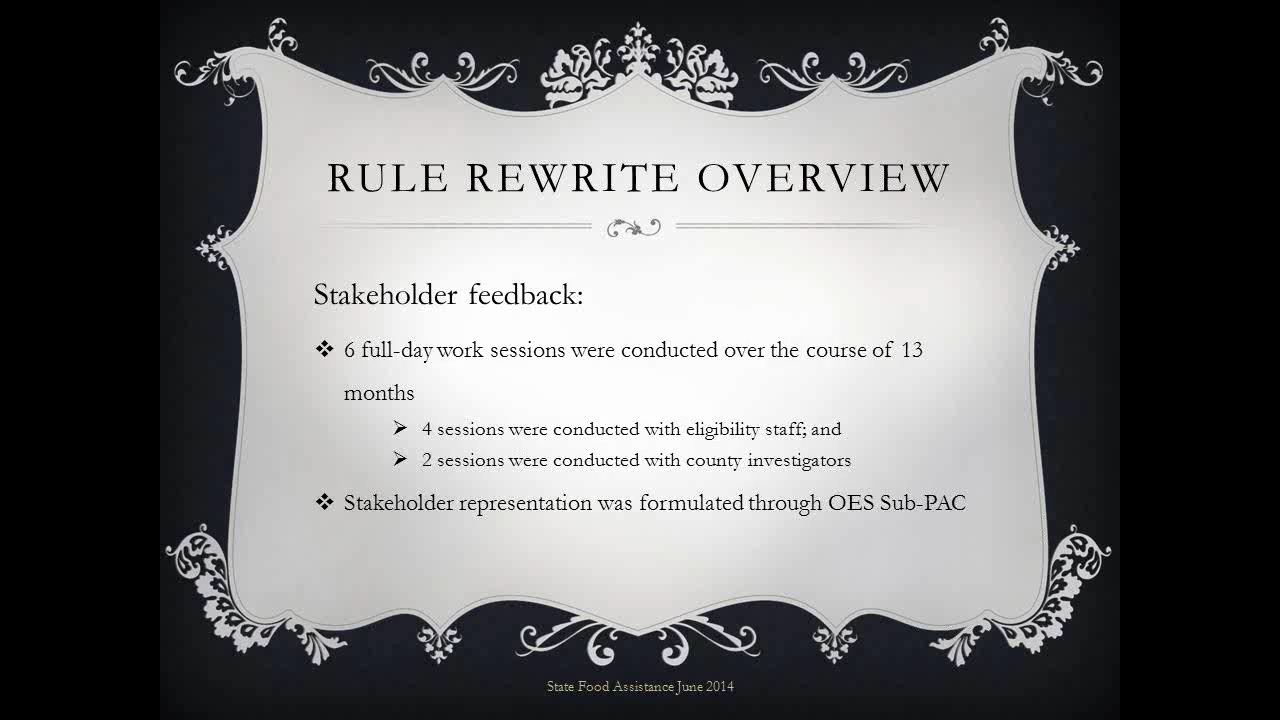 RULE REWRITE OVERVIEW
Stakeholder feedback:
❖ 6 full-day work sessions were conducted over the course of 13
months
➢ 4 sessions were conducted with eligibility staff; and
➢ 2 sessions were conducted with county investigators
❖ Stakeholder representation was formulated through OES Sub-PAC
State Food Assistance June 2014